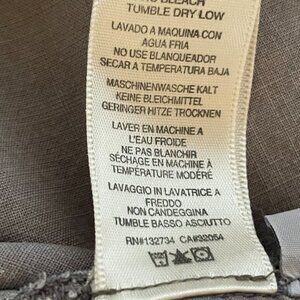 BLEACH
TUMBLE DRY LOW
LAVADO A MAQUINA CON
AGUA FRIA
NO USE BLANQUEADOR
SECAR A TEMPERATURA BAJA
MASCHINENWASCHE KALT
KEINE BLEICHMITTEL
GERINGER HITZE TROCKNEN
LAVER EN MACHINE A
L'EAU FROIDE
NE PAS BLANCHIR
SÉCHAGE EN MACHINE À
TEMPÉRATURE MODÉRÉE
LAVAGGIO IN LAVATRICE A
FREDDO
NON CANDEGGINA
TUMBLE BASSO ASCIUTTO
RN#132734 CA#32054